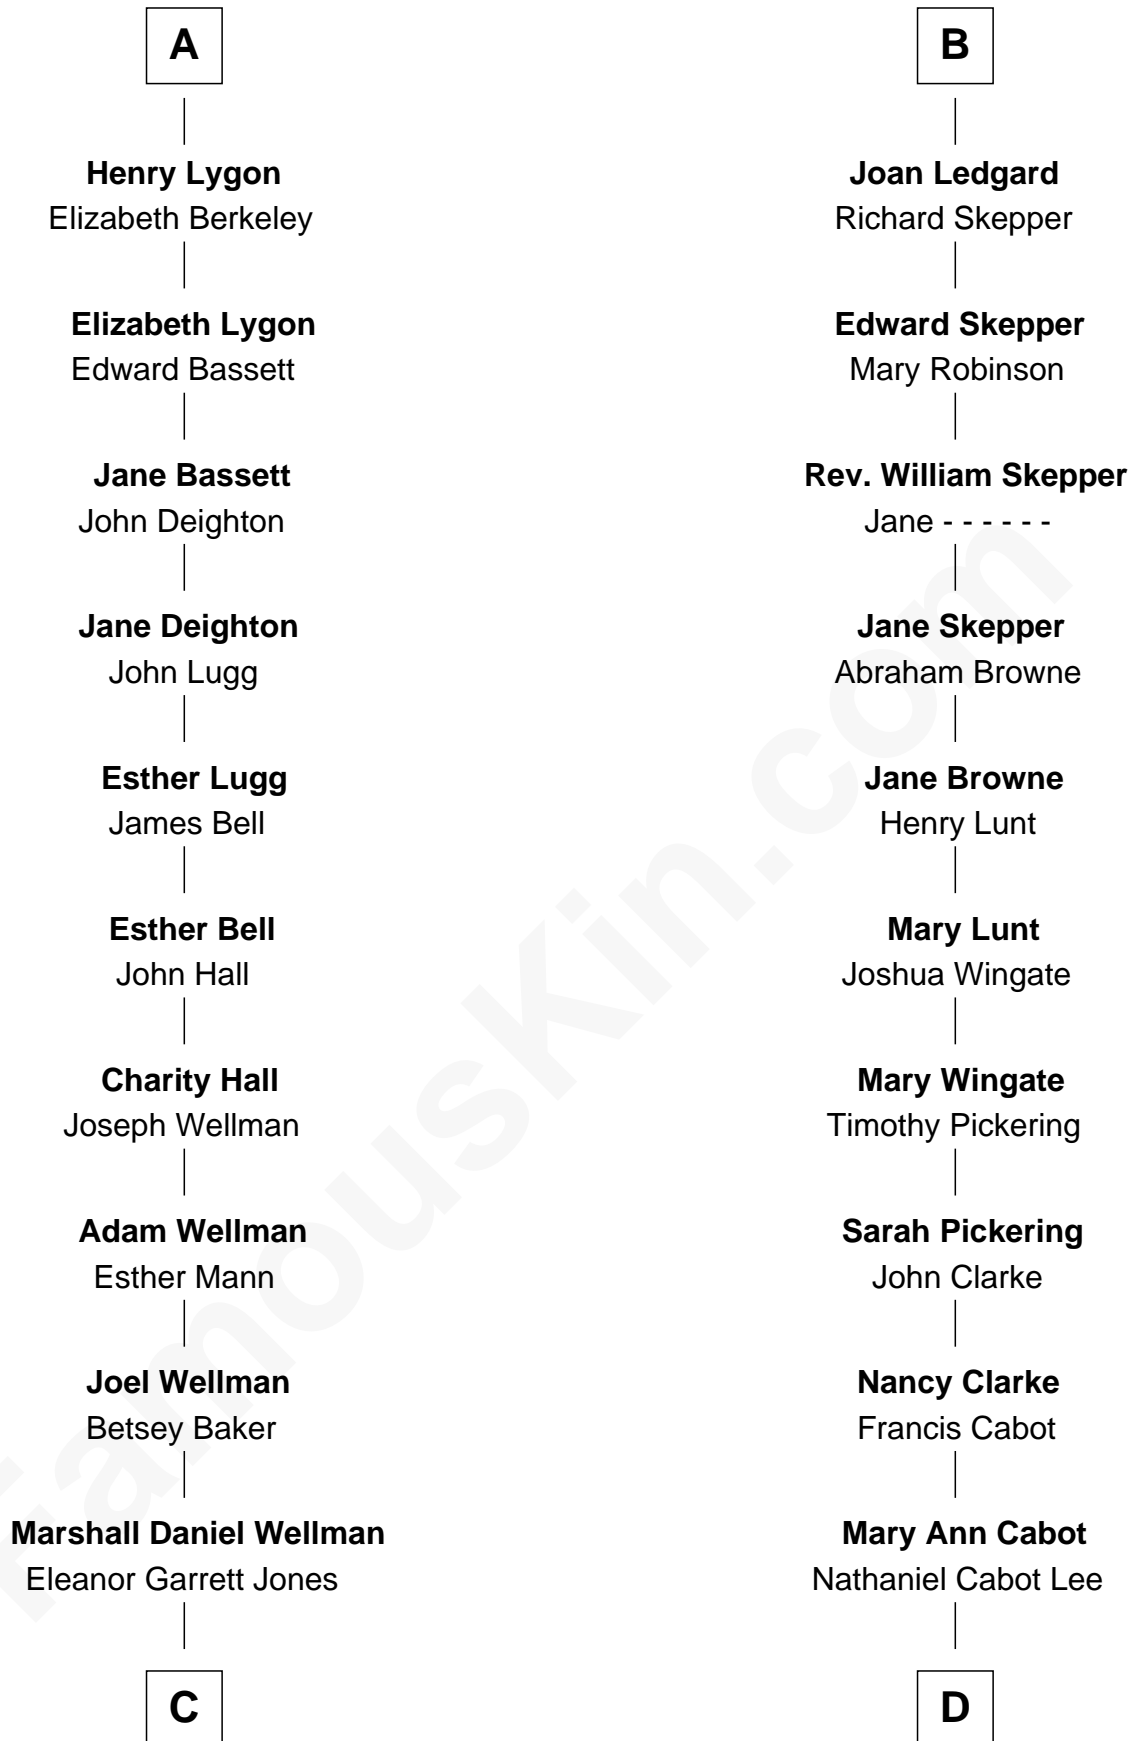 A
Henry Lygon
Elizabeth Berkeley
Elizabeth Lygon
Edward Bassett
Jane Bassett
John Deighton
Jane Deighton
John Lugg
Esther Lugg
James Bell
Esther Bell
John Hall
Charity Hall
Joseph Wellman
Adam Wellman
Esther Mann
Joel Wellman
Betsey Baker
Marshall Daniel Wellman
Eleanor Garrett Jones
C
B
Joan Ledgard
Richard Skepper
Edward Skepper
Mary Robinson
Rev. William Skepper
Jane - - - - - -
Jane Skepper
Abraham Browne
Jane Browne
Henry Lunt
Mary Lunt
Joshua Wingate
Mary Wingate
Timothy Pickering
Sarah Pickering
John Clarke
Nancy Clarke
Francis Cabot
Mary Ann Cabot
Nathaniel Cabot Lee
D
FamousKin.com